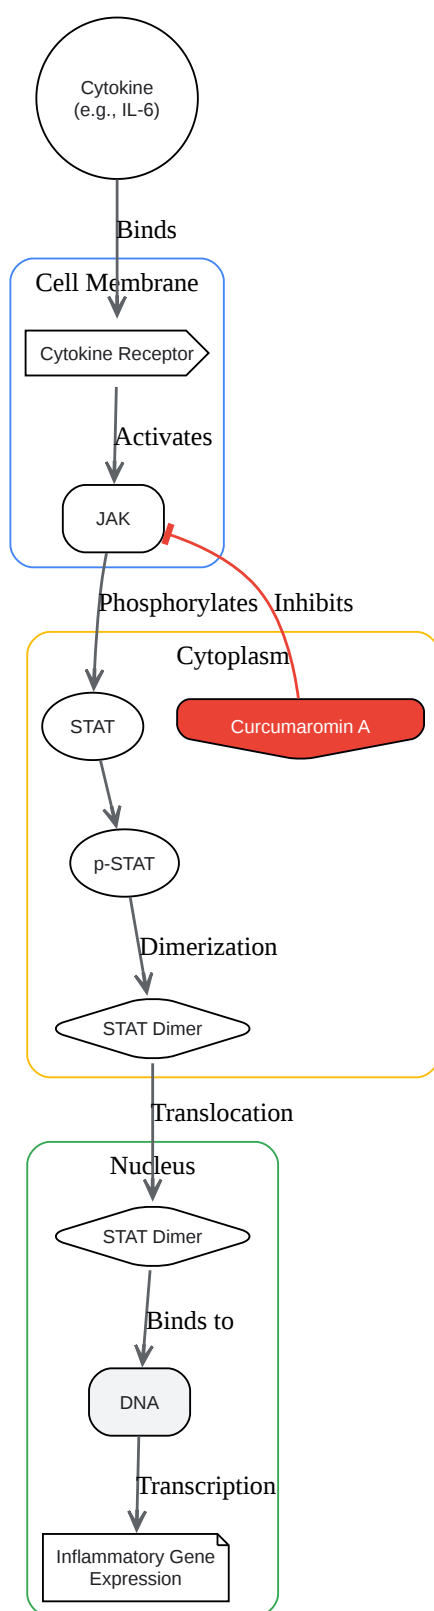 Cytokine
(e.g., IL-6)
Binds
Cell Membrane
Cytokine Receptor
Activates
JAK
Phosphorylates
Inhibits
Cytoplasm
STAT
Curcumaromin A
p-STAT
Dimerization
STAT Dimer
Translocation
Nucleus
STAT Dimer
Binds to
DNA
Transcription
Inflammatory Gene
Expression